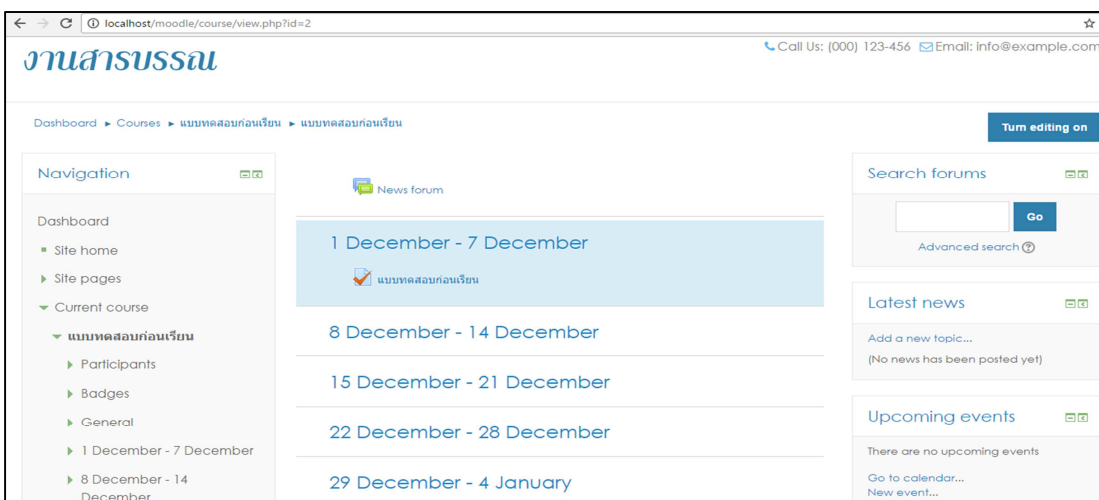 localhost/moodle/course/view.php?id=2
งานสารบรรณ
Call Us: (000) 123-456 Email: info@example.com
Dashboard ► Courses ► แบบทดสอบก่อนเรียน ► แบบทดสอบก่อนเรียน
Turn editing on
Navigation
Dashboard
Site home
Site pages
Current course
แบบทดสอบก่อนเรียน
Participants
Badges
General
1 December - 7 December
8 December - 14
December
News forum
1 December - 7 December
แบบทดสอบก่อนเรียน
8 December - 14 December
15 December - 21 December
22 December - 28 December
29 December - 4 January
Search forums
Go
Advanced search
Latest news
Add a new topic...
(No news has been posted yet)
Upcoming events
There are no upcoming events
Go to calendar...
New event...